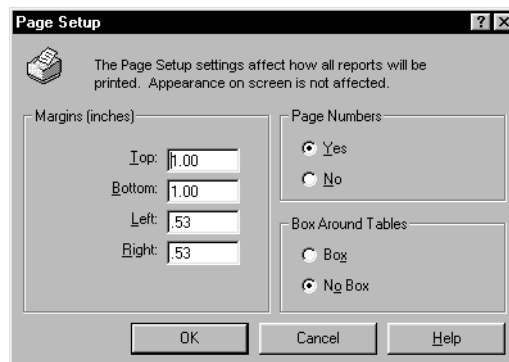 Page Setup
The Page Setup settings affect how all reports will be
printed. Appearance on screen is not affected.
Margins (inches)
Top: 1.00
Bottom: 1.00
Left: .53
Right: .53
Page Numbers
Yes
No
Box Around Tables
Box
No Box
OK Cancel Help